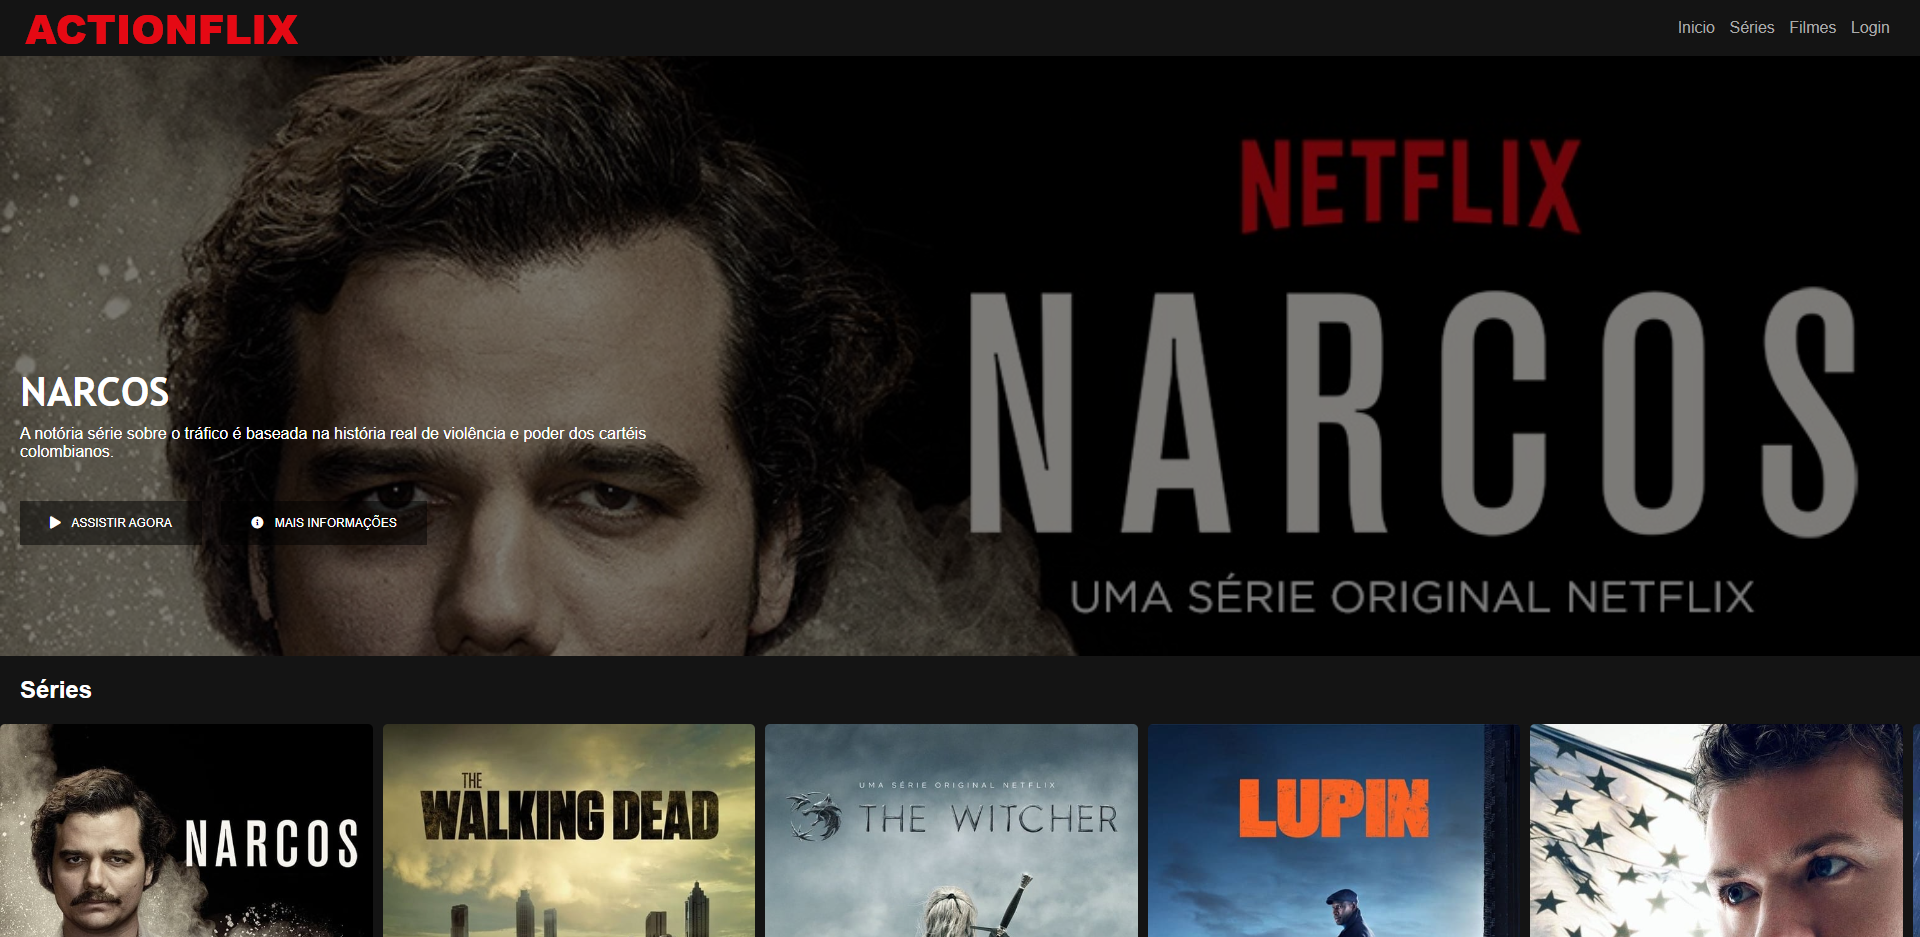 ACTIONFLIX
Inicio Séries Filmes Login
NETFLIX
NARCOS
UMA SÉRIE ORIGINAL NETFLIX
NARCOS
A notória série sobre o tráfico é baseada na história real de violência e poder dos cartéis
colombianos.
ASSISTIR AGORA
MAIS INFORMAÇÕES
Séries
NARCOS
THE
WALKING DEAD
UMA SÉRIE ORIGINAL NETFLIX
THE WITCHER
LUPIN